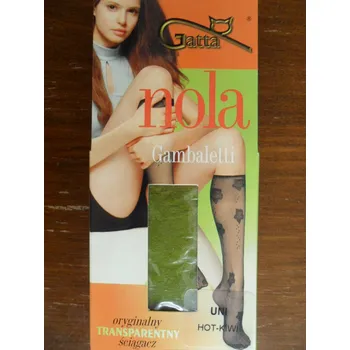 Gatta
nola
Gambaletti
oryginalny
TRANSPARENTNY
ściągacz
UNI
HOT-KIWI